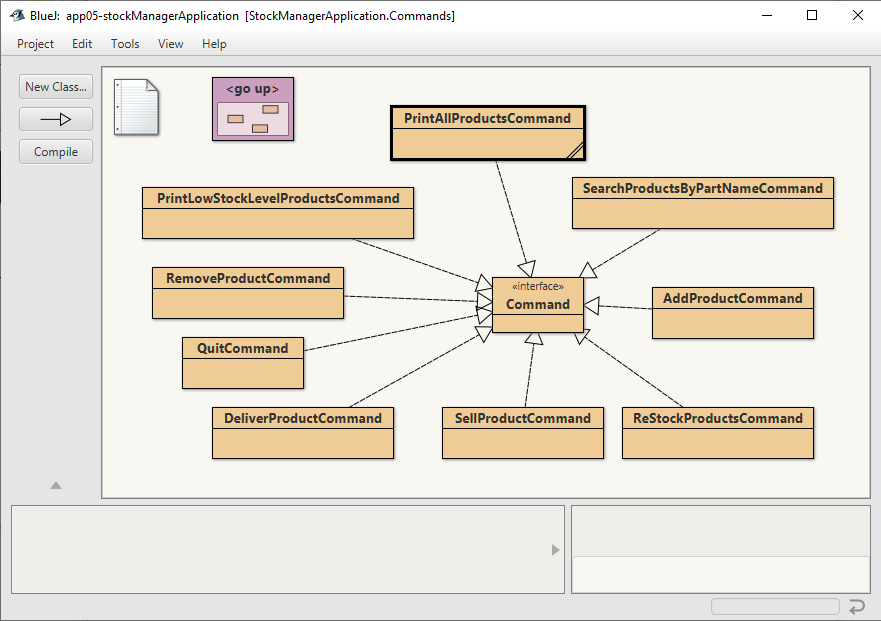 BlueJ: app05-stockManagerApplication [StockManagerApplication.Commands]
Project Edit Tools View Help
New Class...
Compile
<go up>
PrintAllProductsCommand
PrintLowStockLevelProductsCommand
SearchProductsByPartNameCommand
RemoveProductCommand
«interface»
Command
AddProductCommand
QuitCommand
DeliverProductCommand
SellProductCommand
ReStockProductsCommand